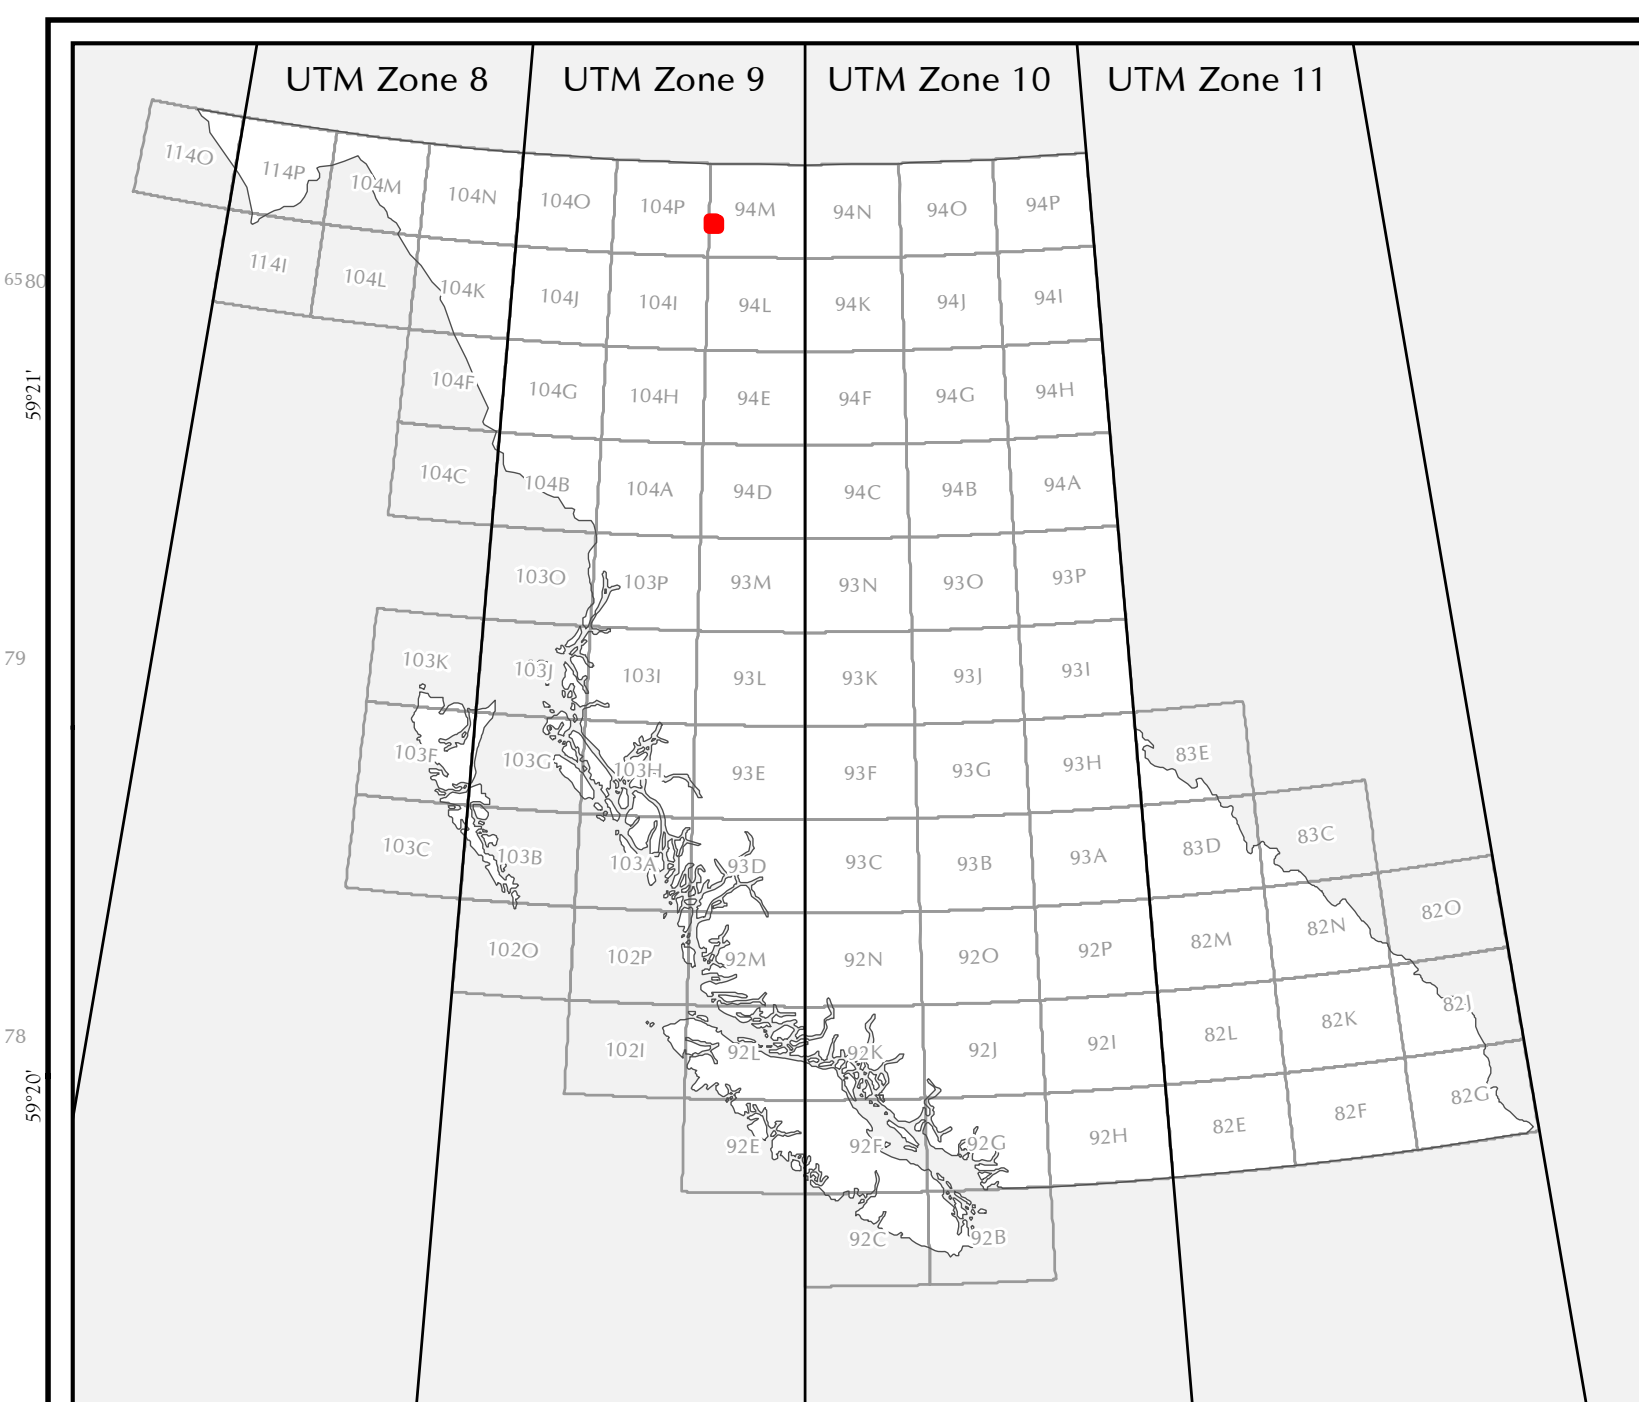 UTM Zone 8 UTM Zone 9 UTM Zone 10 UTM Zone 11
114O 114P 104M 104N 104O 104P 94M 94N 94O 94P
6580
114I 104L 104K 104J 104I 94L 94K 94J 94I
59°21'
104F 104G 104H 94E 94F 94G 94H
104C 104B 104A 94D 94C 94B 94A
103O 103P 93M 93N 93O 93P
79
103K 103J 103I 93L 93K 93J 93I
103F 103G 103H 93E 93F 93G 93H 83E
103C 103B 103A 93D 93C 93B 93A 83D 83C
102O 102P 92M 92N 92O 92P 82M 82N 82O
78
102I 92L 92K 92J 92I 82L 82K 82J
59°20'
92E 92F 92G 92H 82E 82F 82G
92C 92B